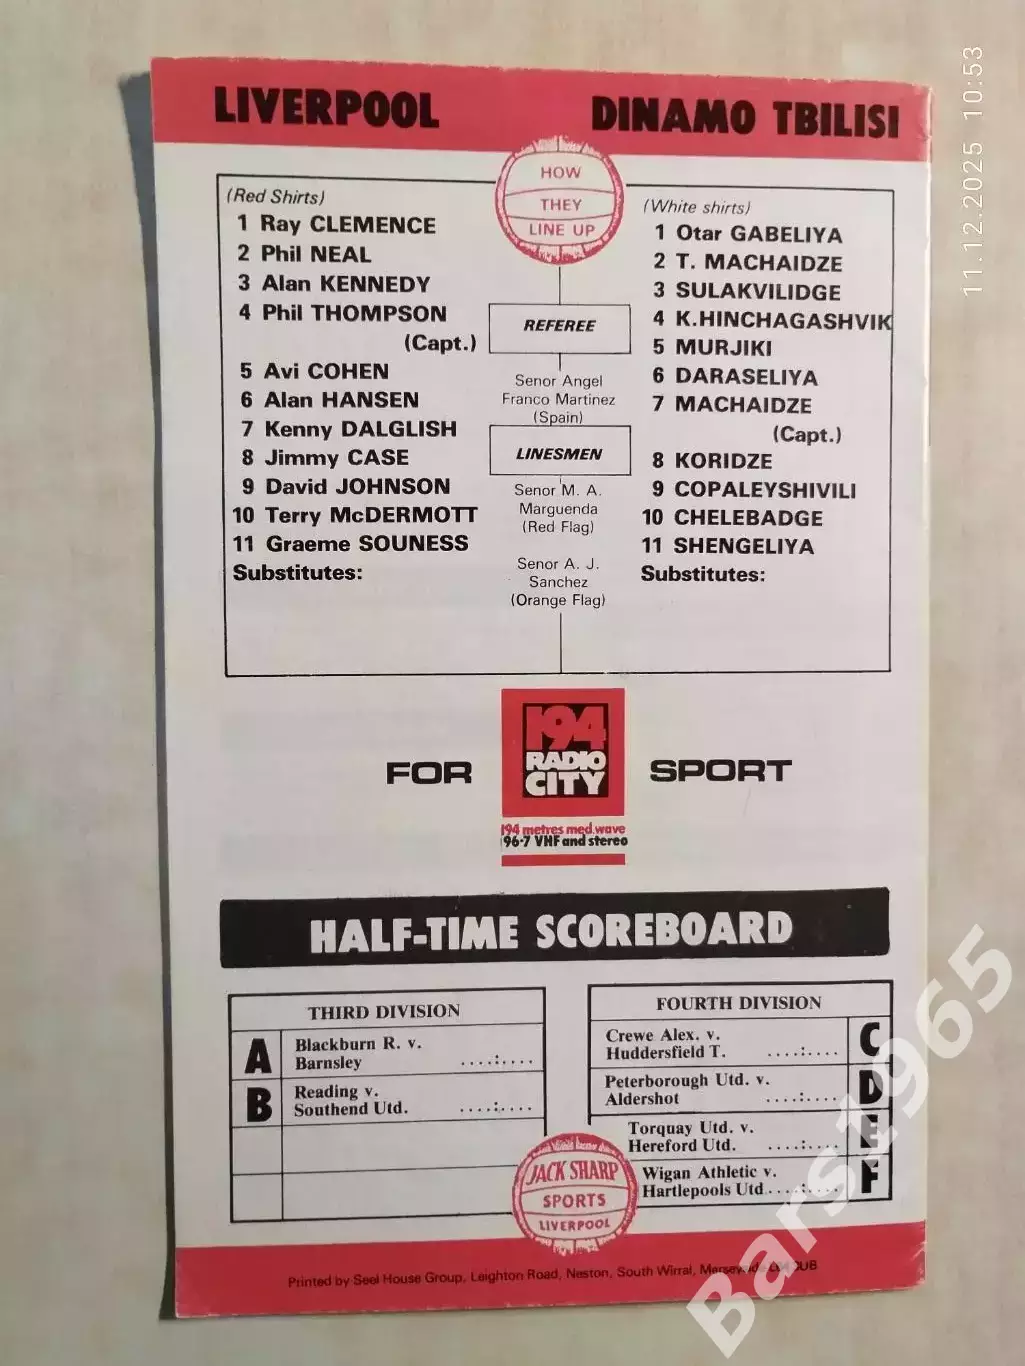 LIVERPOOL
DINAMO TBILISI
HOW
THEY
LINE UP
(Red Shirts)
1 Ray CLEMENCE
2 Phil NEAL
3 Alan KENNEDY
4 Phil THOMPSON
(Capt.)
5 Avi COHEN
6 Alan HANSEN
7 Kenny DALGLISH
8 Jimmy CASE
9 David JOHNSON
10 Terry McDERMOTT
11 Graeme SOUNESS
Substitutes:
REFEREE
Senor Angel
Franco Martinez
(Spain)
LINESMEN
Senor M. A.
Marguenda
(Red Flag)
Senor A. J.
Sanchez
(Orange Flag)
(White shirts)
1 Otar GABELIYA
2 T. MACHAIDZE
3 SULAKVILIDGE
4 K.HINCHAGASHVIK
5 MURJIKI
6 DARASELIYA
7 MACHAIDZE
(Capt.)
8 KORIDZE
9 COPALEYSHIVILI
10 CHELEBADGE
11 SHENGELIYA
Substitutes:
FOR
194
RADIO
CITY
SPORT
194 metres med.wave
96·7 VHF and stereo
HALF-TIME SCOREBOARD
THIRD DIVISION
A Blackburn R. v.
Barnsley ....:....
B Reading v.
Southend Utd. ....:....
FOURTH DIVISION
Crewe Alex. v.
Huddersfield T. ....:.... C
Peterborough Utd. v.
Aldershot ....:.... D
Torquay Utd. v.
Hereford Utd. ....:.... E
Wigan Athletic v.
Hartlepools Utd.....:.... F
JACK SHARP
SPORTS
LIVERPOOL
Printed by Seel House Group, Leighton Road, Neston, South Wirral, Merseyside
11.12.2025 10:53
Bars1965